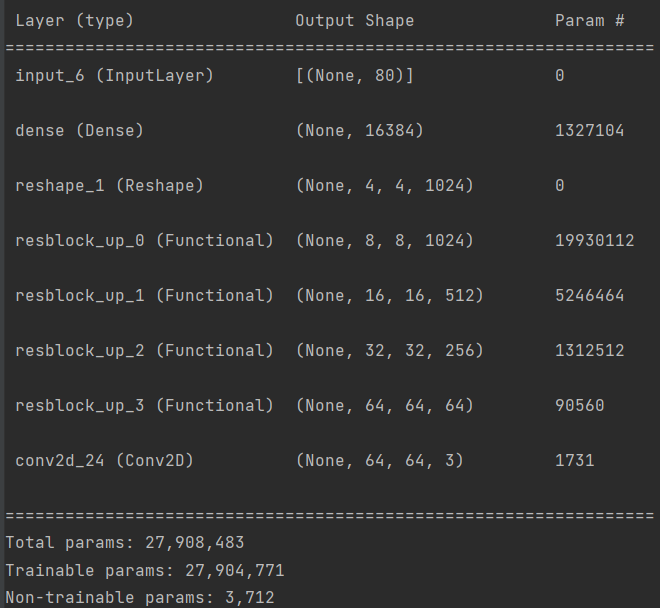 Layer (type) Output Shape Param #
=================================================================
input_6 (InputLayer) [(None, 80)] 0
dense (Dense) (None, 16384) 1327104
reshape_1 (Reshape) (None, 4, 4, 1024) 0
resblock_up_0 (Functional) (None, 8, 8, 1024) 19930112
resblock_up_1 (Functional) (None, 16, 16, 512) 5246464
resblock_up_2 (Functional) (None, 32, 32, 256) 1312512
resblock_up_3 (Functional) (None, 64, 64, 64) 90560
conv2d_24 (Conv2D) (None, 64, 64, 3) 1731
=================================================================
Total params: 27,908,483
Trainable params: 27,904,771
Non-trainable params: 3,712